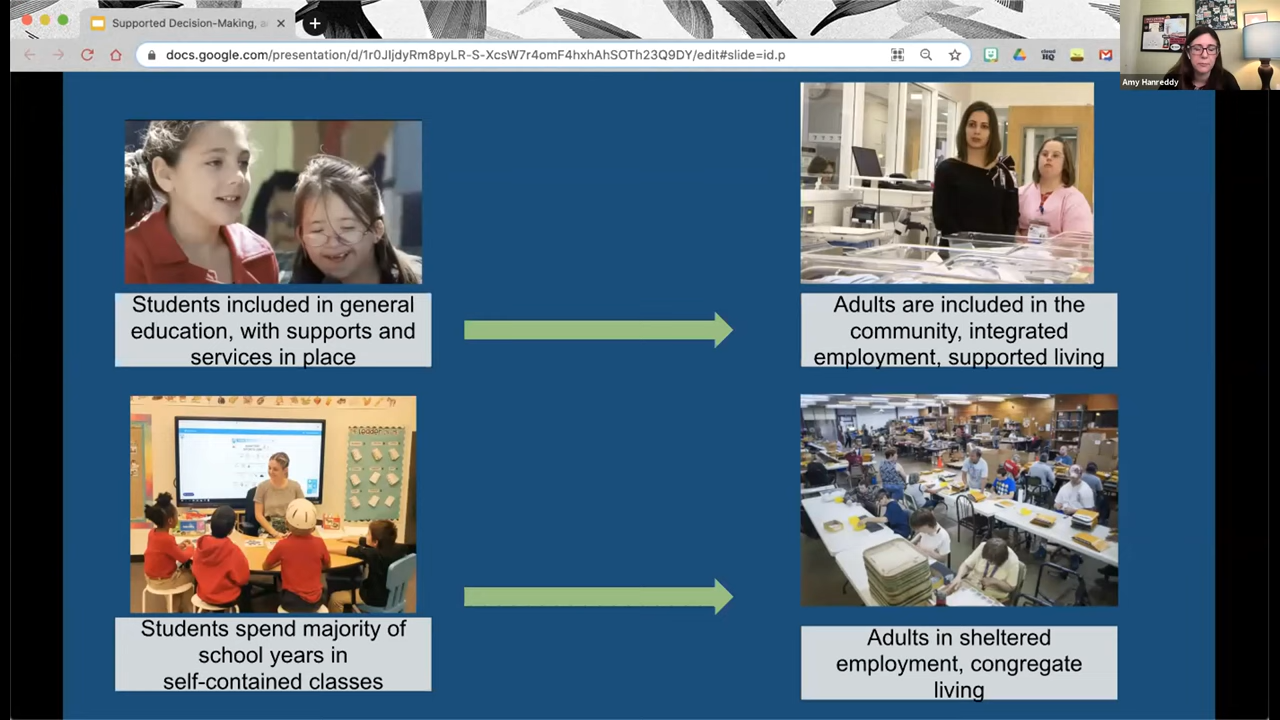 Supported Decision-Making, a
docs.google.com/presentation/d/1r0JIjdyRm8pyLR-S-XcsW7r4omF4hxhAhSOTh23Q9DY/edit#slide=id.p
Amy Hanreddy
Students included in general
education, with supports and
services in place
Adults are included in the
community, integrated
employment, supported living
Students spend majority of
school years in
self-contained classes
Adults in sheltered
employment, congregate
living